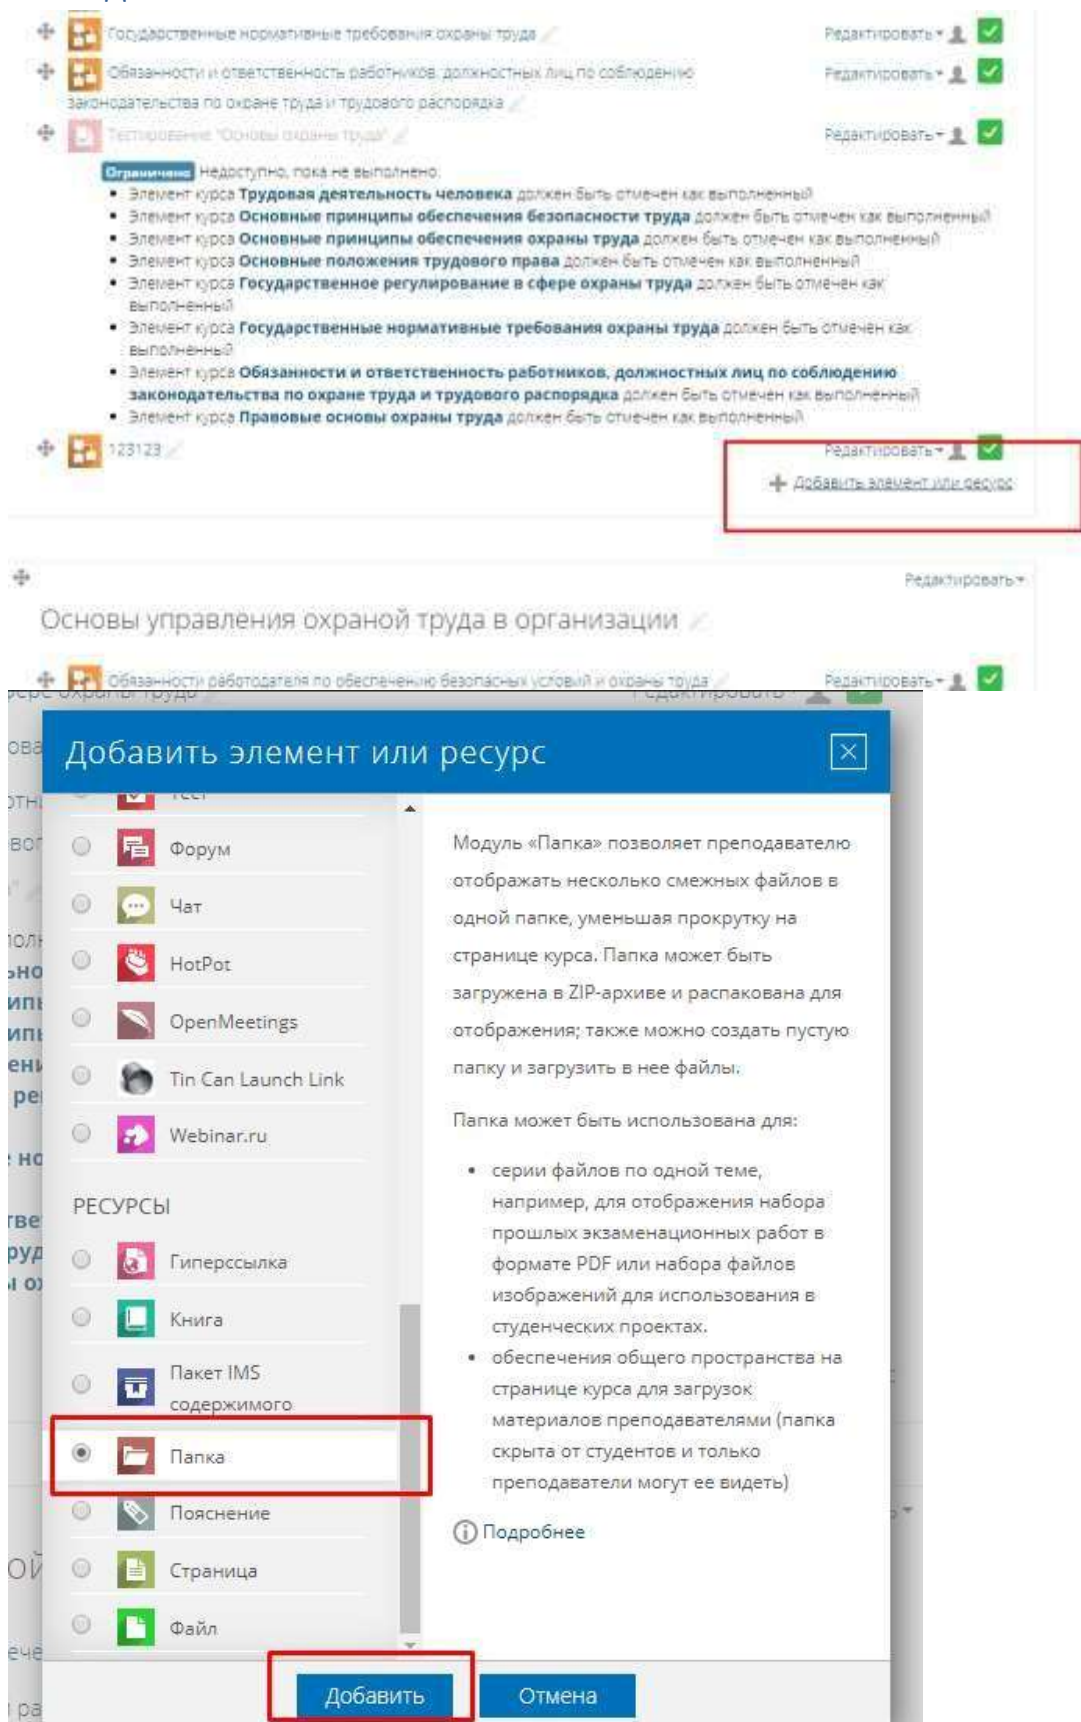 Государственные нормативные требования охраны труда Редактировать
Обязанности и ответственность работников, должностных лиц по соблюдению Редактировать
законодательства по охране труда и трудового распорядка
Тестирование "Основы охраны труда" Редактировать
Ограничено Недоступно, пока не выполнено:
• Элемент курса Трудовая деятельность человека должен быть отмечен как выполненный
• Элемент курса Основные принципы обеспечения безопасности труда должен быть отмечен как выполненный
• Элемент курса Основные принципы обеспечения охраны труда должен быть отмечен как выполненный
• Элемент курса Основные положения трудового права должен быть отмечен как выполненный
• Элемент курса Государственное регулирование в сфере охраны труда должен быть отмечен как
выполненный
• Элемент курса Государственные нормативные требования охраны труда должен быть отмечен как
выполненный
• Элемент курса Обязанности и ответственность работников, должностных лиц по соблюдению
законодательства по охране труда и трудового распорядка должен быть отмечен как выполненный
• Элемент курса Правовые основы охраны труда должен быть отмечен как выполненный
123123 Редактировать
Добавить элемент или ресурс
Редактировать
Основы управления охраной труда в организации
Обязанности работодателя по обеспечению безопасных условий и охраны труда Редактировать
Добавить элемент или ресурс
Тест
Форум
Чат
HotPot
OpenMeetings
Tin Can Launch Link
Webinar.ru
РЕСУРСЫ
Гиперссылка
Книга
Пакет IMS
содержимого
Папка
Пояснение
Страница
Файл
Модуль «Папка» позволяет преподавателю
отображать несколько смежных файлов в
одной папке, уменьшая прокрутку на
странице курса. Папка может быть
загружена в ZIP-архиве и распакована для
отображения; также можно создать пустую
папку и загрузить в нее файлы.
Папка может быть использована для:
• серии файлов по одной теме,
например, для отображения набора
прошлых экзаменационных работ в
формате PDF или набора файлов
изображений для использования в
студенческих проектах.
• обеспечения общего пространства на
странице курса для загрузок
материалов преподавателями (папка
скрыта от студентов и только
преподаватели могут ее видеть)
Подробнее
Добавить Отмена